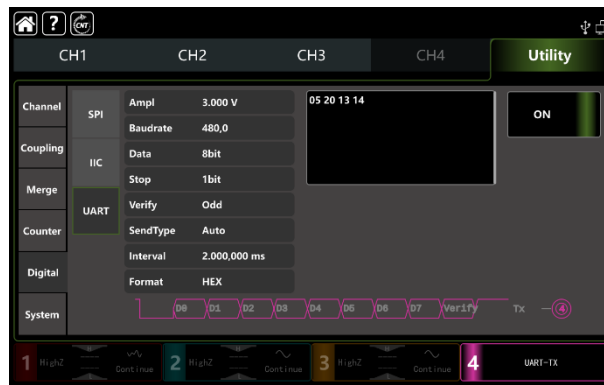 ? CNT
CH1 CH2 CH3 CH4 Utility
Channel
Coupling
Merge
Counter
Digital
System
SPI
IIC
UART
Ampl 3.000 V
Baudrate 480,0
Data 8bit
Stop 1bit
Verify Odd
SendType Auto
Interval 2.000,000 ms
Format HEX
05 20 13 14
ON
D0 D1 D2 D3 D4 D5 D6 D7 Verify Tx 4
1 HighZ Continue 2 HighZ Continue 3 HighZ Continue 4 UART-TX